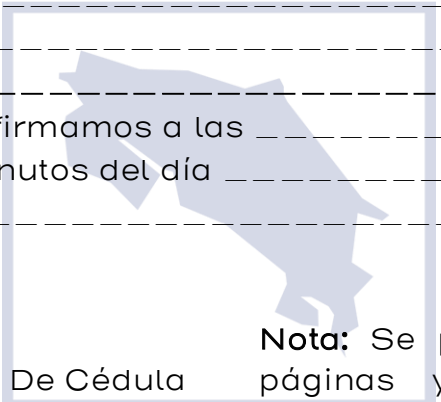 firmamos a las
nutos del día
Nota: Se
De Cédula páginas y